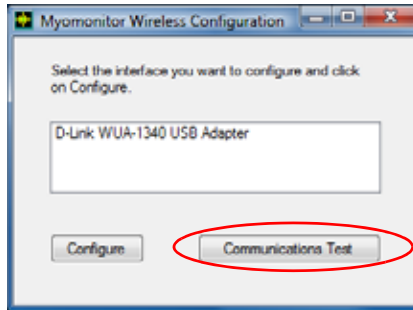 Myomonitor Wireless Configuration
Select the interface you want to configure and click
on Configure.
D-Link WUA-1340 USB Adapter
Configure
Communications Test